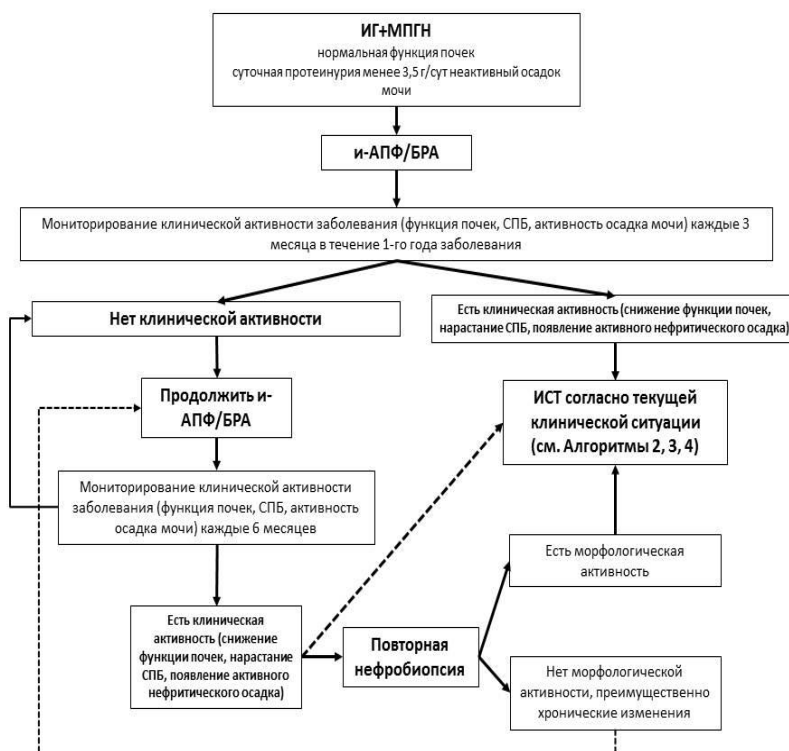 ИГ+МПГН
нормальная функция почек
суточная протеинурия менее 3,5 г/сут неактивный осадок
мочи
и-АПФ/БРА
Мониторирование клинической активности заболевания (функция почек, СПБ, активность осадка мочи) каждые 3
месяца в течение 1-го года заболевания
Нет клинической активности
Есть клиническая активность (снижение функции почек,
нарастание СПБ, появление активного нефритического осадка)
Продолжить и-
АПФ/БРА
ИСТ согласно текущей
клинической ситуации
(см. Алгоритмы 2, 3, 4)
Мониторирование клинической активности
заболевания (функция почек, СПБ, активность
осадка мочи) каждые 6 месяцев
Есть морфологическая
активность
Есть клиническая
активность (снижение
функции почек, нарастание
СПБ, появление активного
нефритического осадка)
Повторная
нефробиопсия
Нет морфологической
активности, преимущественно
хронические изменения